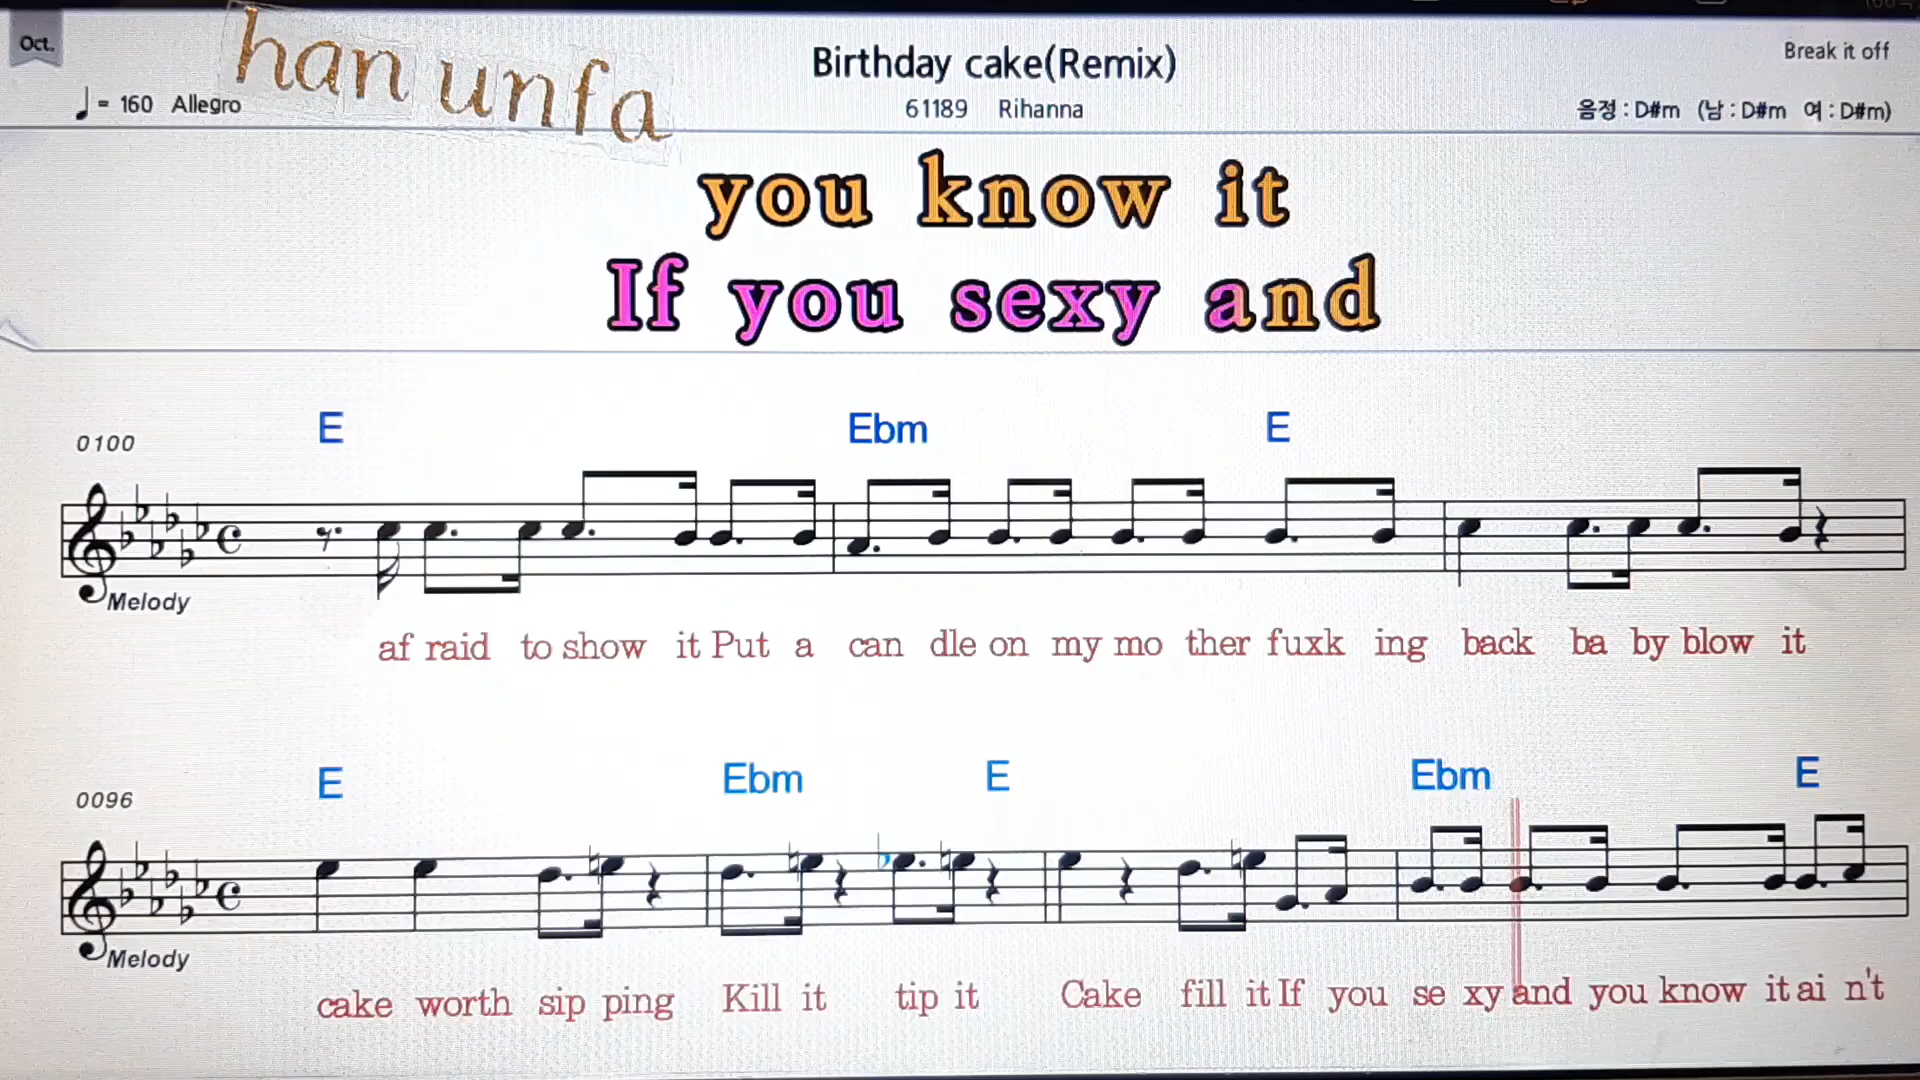 Oct.
han unfa
Birthday cake(Remix)
Break it off
♩ = 160 Allegro
61189 Rihanna
음정 : D#m (남 : D#m 여 : D#m)
you know it
If you sexy and
E Ebm E
0100
Melody
af raid to show it Put a can dle on my mo ther fuxk ing back ba by blow it
E Ebm E Ebm E
0096
Melody
cake worth sip ping Kill it tip it Cake fill it If you se xy and you know it ai n't